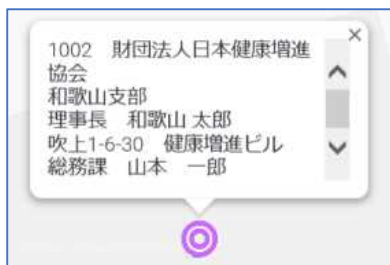 1002　財団法人日本健康増進
協会
和歌山支部
理事長　和歌山 太郎
吹上1-6-30　健康増進ビル
総務課　山本　一郎